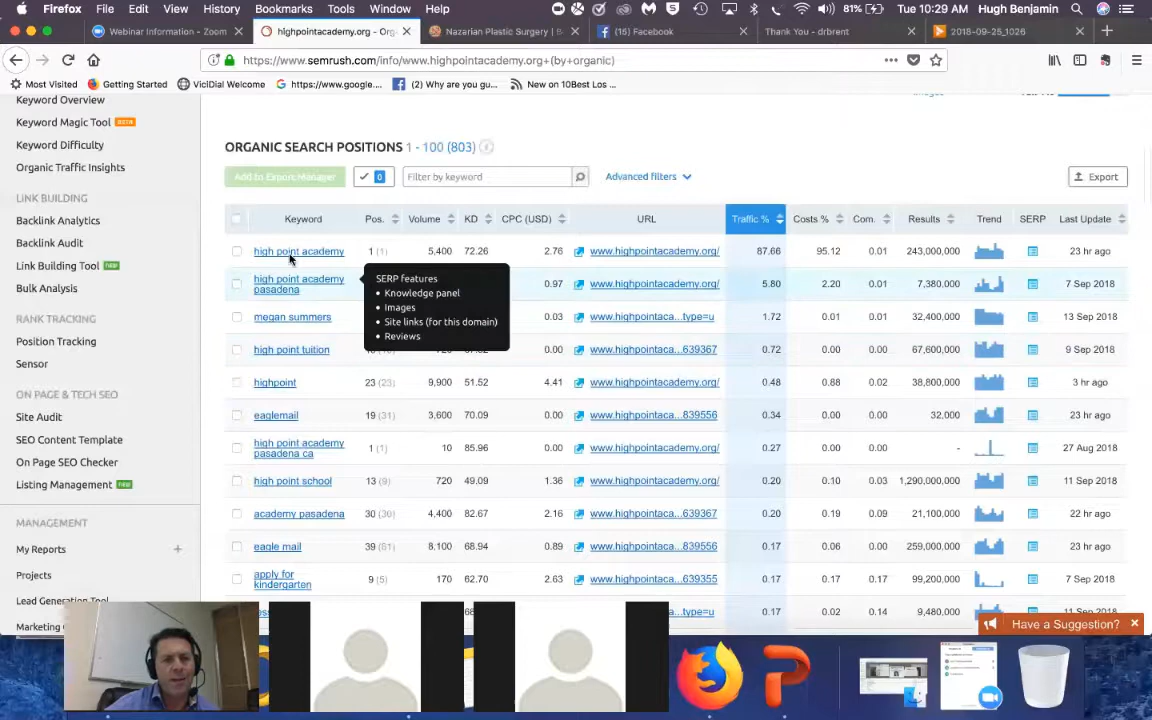 Firefox File Edit View History Bookmarks Tools Window Help 81% Tue 10:29 AM Hugh Benjamin
Webinar Information - Zoom
highpointacademy.org - Org
Nazarian Plastic Surgery | B
(16) Facebook
Thank You - drbrent
2018-09-25_1026
https://www.semrush.com/info/www.highpointacademy.org+(by+organic)
Most Visited Getting Started ViciDial Welcome https://www.google.... (2) Why are you gu... New on 10Best Los ...
Keyword Overview
Keyword Magic Tool BETA
Keyword Difficulty
Organic Traffic Insights
LINK BUILDING
Backlink Analytics
Backlink Audit
Link Building Tool NEW
Bulk Analysis
RANK TRACKING
Position Tracking
Sensor
ON PAGE & TECH SEO
Site Audit
SEO Content Template
On Page SEO Checker
Listing Management NEW
MANAGEMENT
My Reports +
Projects
Lead Generation Tool
Marketing
ORGANIC SEARCH POSITIONS 1 - 100 (803)
Add to Export Manager 0 Filter by keyword Advanced filters Export
Keyword Pos. Volume KD CPC (USD) URL Traffic % Costs % Com. Results Trend SERP Last Update
high point academy 1 (1) 5,400 72.26 2.76 www.highpointacademy.org/ 87.66 95.12 0.01 243,000,000 23 hr ago
high point academy
pasadena 0.97 www.highpointacademy.org/ 5.80 2.20 0.01 7,380,000 7 Sep 2018
SERP features
Knowledge panel
Images
Site links (for this domain)
Reviews
megan summers 0.03 www.highpointaca...type=u 1.72 0.01 0.01 32,400,000 13 Sep 2018
high point tuition 0.00 www.highpointaca...639367 0.72 0.00 0.00 67,600,000 9 Sep 2018
highpoint 23 (23) 9,900 51.52 4.41 www.highpointacademy.org/ 0.48 0.88 0.02 38,800,000 3 hr ago
eaglemail 19 (31) 3,600 70.09 0.00 www.highpointaca...839556 0.34 0.00 0.00 32,000 23 hr ago
high point academy
pasadena ca 1 (1) 10 85.96 0.00 www.highpointacademy.org/ 0.27 0.00 0.00 - 27 Aug 2018
high point school 13 (9) 720 49.09 1.36 www.highpointacademy.org/ 0.20 0.10 0.03 1,290,000,000 11 Sep 2018
academy pasadena 30 (30) 4,400 82.67 2.16 www.highpointaca...639367 0.20 0.19 0.09 21,100,000 22 hr ago
eagle mail 39 (61) 8,100 68.94 0.89 www.highpointaca...839556 0.17 0.06 0.00 259,000,000 23 hr ago
apply for
kindergarten 9 (5) 170 62.70 2.63 www.highpointaca...639355 0.17 0.17 0.17 99,200,000 7 Sep 2018
...type=u 0.17 0.02 0.14 9,480,000 11 Sep 2018
Have a Suggestion?